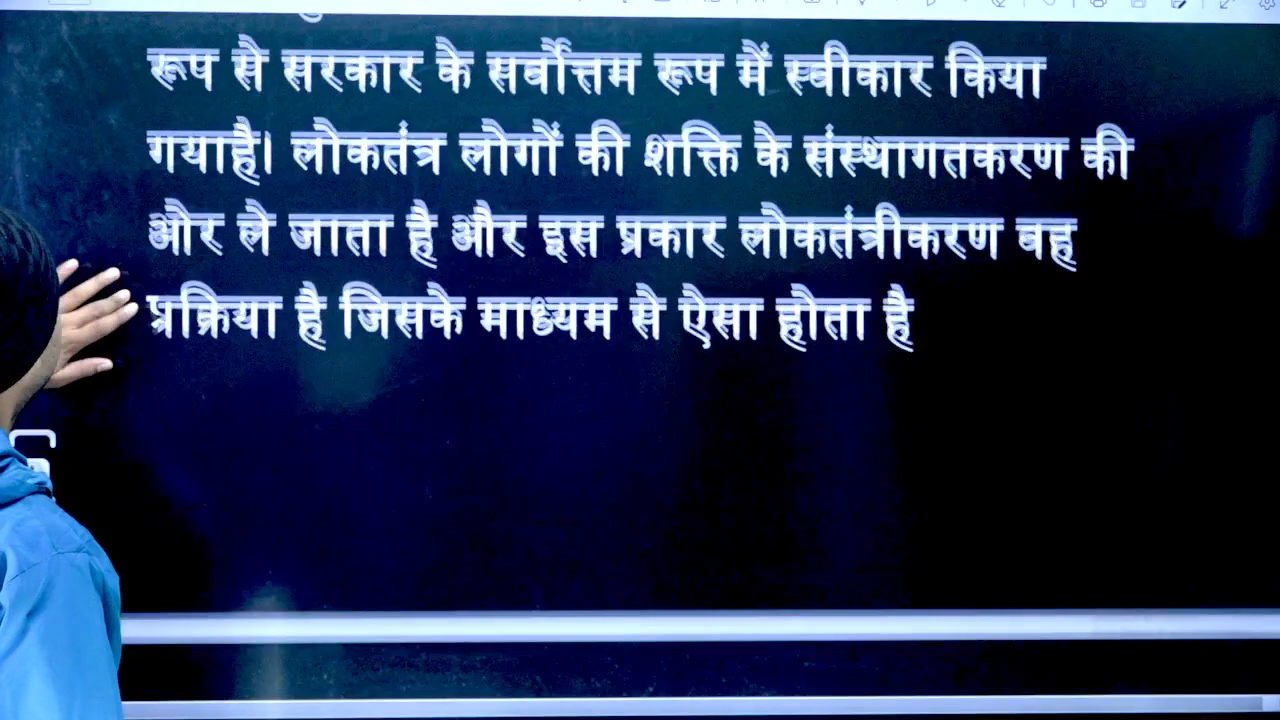 रूप से सरकार के सर्वोत्तम रूप में स्वीकार किया
गयाहै। लोकतंत्र लोगों की शक्ति के संस्थागतकरण की
ओर ले जाता है और इस प्रकार लोकतंत्रीकरण वह
प्रक्रिया है जिसके माध्यम से ऐसा होता है